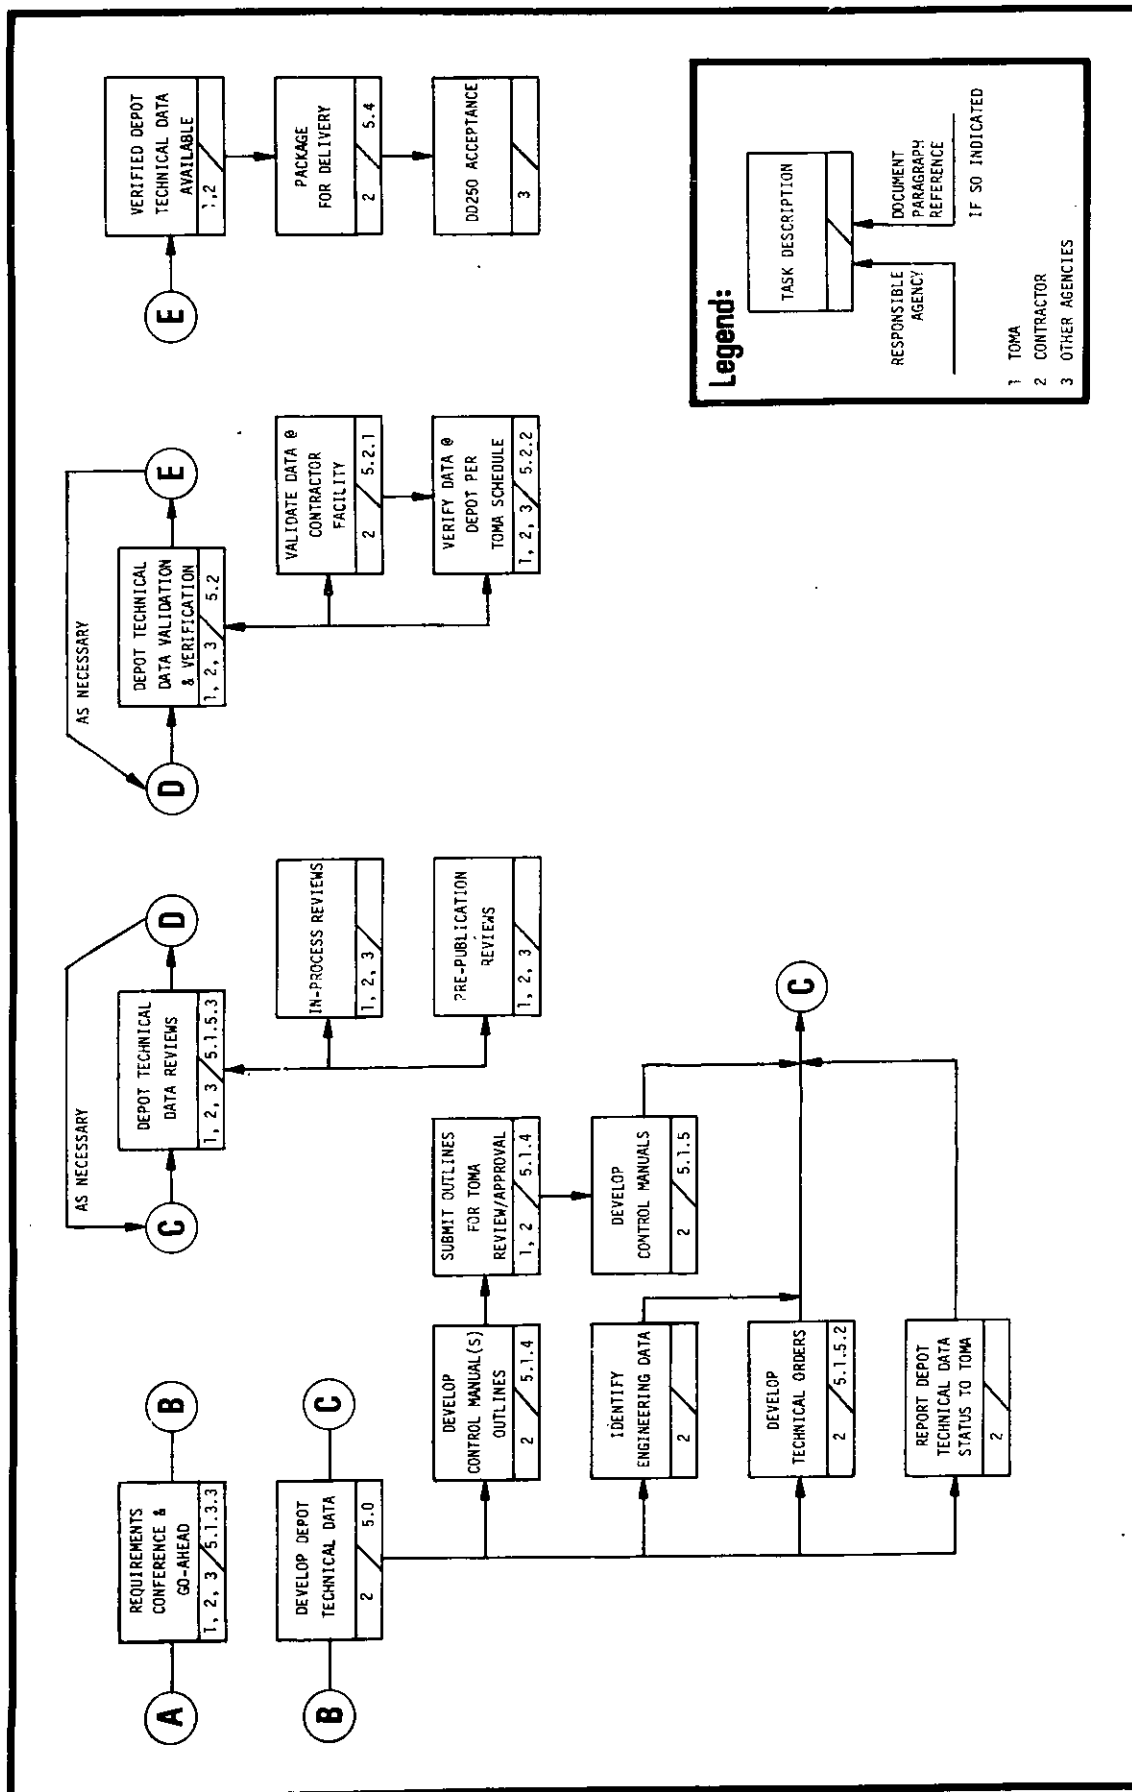 A
REQUIREMENTS
CONFERENCE &
GO-AHEAD
1, 2, 3 / 5.1.3.3
B
B
DEVELOP DEPOT
TECHNICAL DATA
2 / 5.0
C
DEVELOP
CONTROL MANUAL(S)
OUTLINES
2 / 5.1.4
SUBMIT OUTLINES
FOR TOMA
REVIEW/APPROVAL
1, 2 / 5.1.4
DEVELOP
CONTROL MANUALS
2 / 5.1.5
IDENTIFY
ENGINEERING DATA
2 /
DEVELOP
TECHNICAL ORDERS
2 / 5.1.5.2
REPORT DEPOT
TECHNICAL DATA
STATUS TO TOMA
2 /
C
AS NECESSARY
C
DEPOT TECHNICAL
DATA REVIEWS
1, 2, 3 / 5.1.5.3
D
IN-PROCESS REVIEWS
1, 2, 3 /
PRE-PUBLICATION
REVIEWS
1, 2, 3 /
AS NECESSARY
D
DEPOT TECHNICAL
DATA VALIDATION
& VERIFICATION
1, 2, 3 / 5.2
E
VALIDATE DATA @
CONTRACTOR
FACILITY
2 / 5.2.1
VERIFY DATA @
DEPOT PER
TOMA SCHEDULE
1, 2, 3 / 5.2.2
E
VERIFIED DEPOT
TECHNICAL DATA
AVAILABLE
1,2 /
PACKAGE
FOR DELIVERY
2 / 5.4
DD250 ACCEPTANCE
3 /
Legend:
TASK DESCRIPTION
/
RESPONSIBLE
AGENCY
DOCUMENT
PARAGRAPH
REFERENCE
IF SO INDICATED
1 TOMA
2 CONTRACTOR
3 OTHER AGENCIES